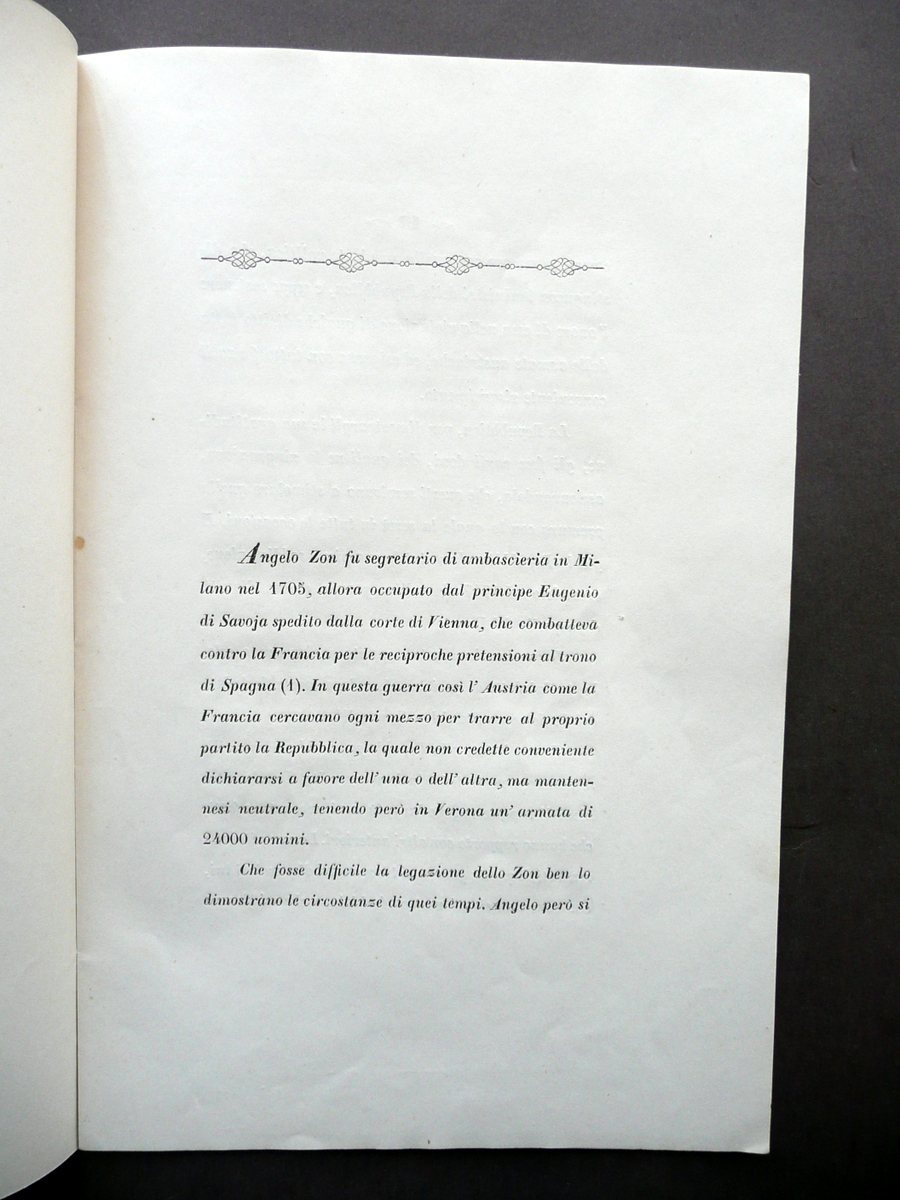 Angelo Zon fu segretario di ambascieria in Mi-
lano nel 1705, allora occupato dal principe Eugenio
di Savoja spedito dalla corte di Vienna, che combatteva
contro la Francia per le reciproche pretensioni al trono
di Spagna (1). In questa guerra così l' Austria come la
Francia cercavano ogni mezzo per trarre al proprio
partito la Repubblica, la quale non credette conveniente
dichiararsi a favore dell' una o dell' altra, ma manten-
nesi neutrale, tenendo però in Verona un' armata di
24000 uomini.
Che fosse difficile la legazione dello Zon ben lo
dimostrano le circostanze di quei tempi. Angelo però si